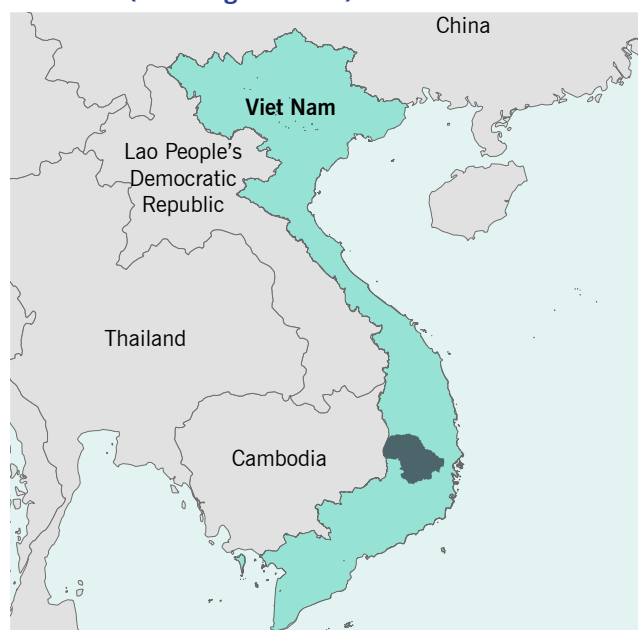 China
Viet Nam
Lao People's
Democratic
Republic
Thailand
Cambodia